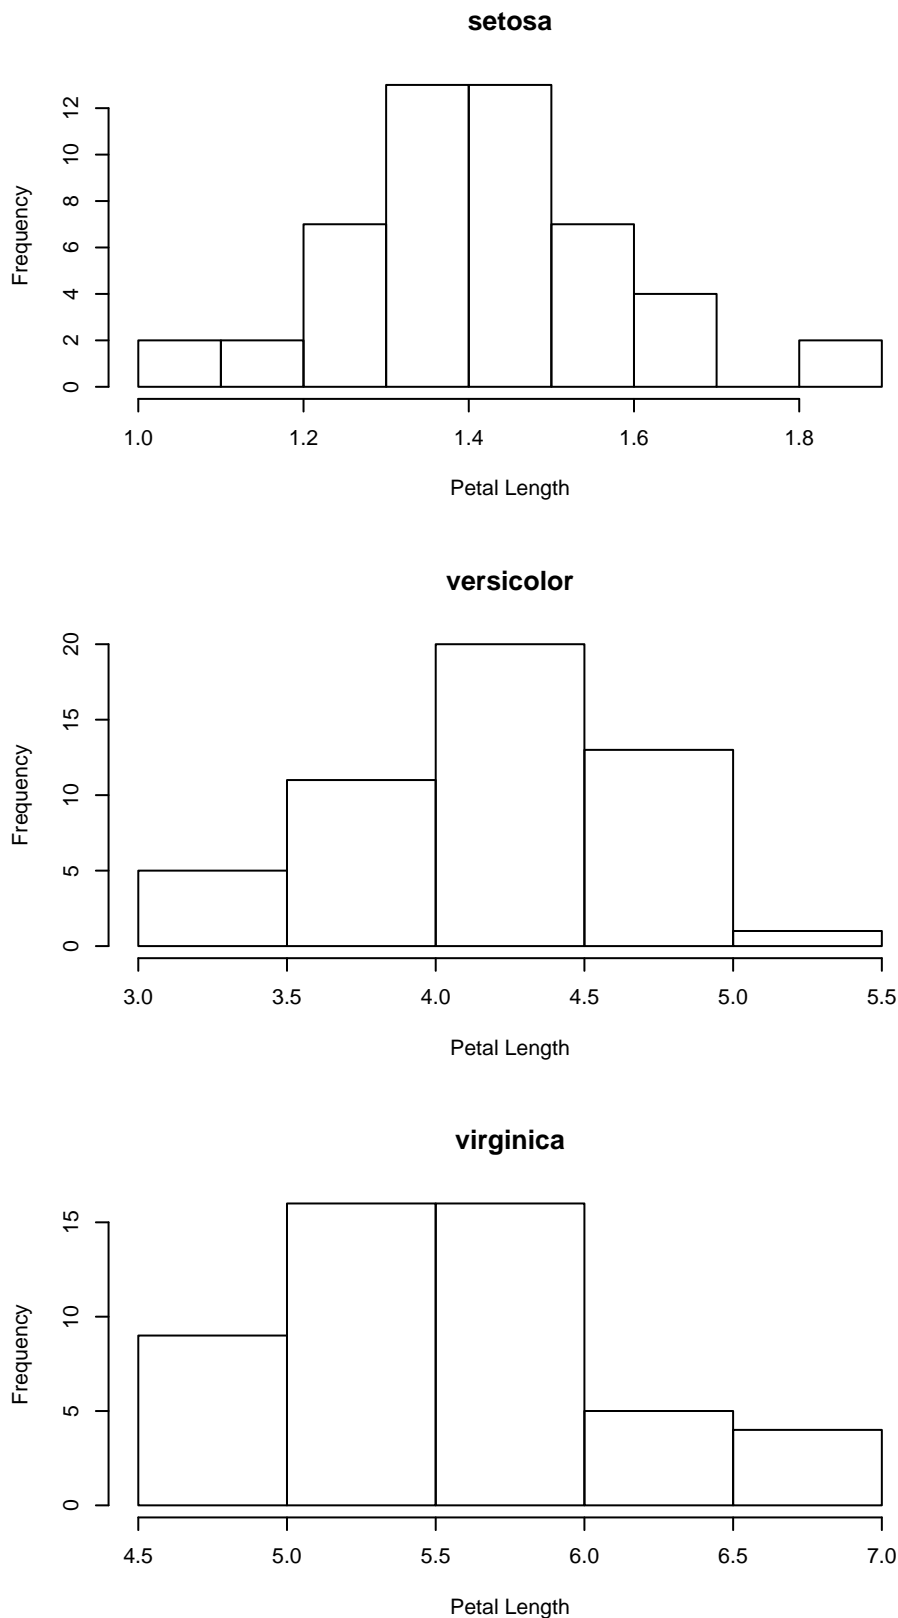 setosa
Frequency
12
10
8
6
4
2
0
1.0 1.2 1.4 1.6 1.8
Petal Length
versicolor
Frequency
20
15
10
5
0
3.0 3.5 4.0 4.5 5.0 5.5
Petal Length
virginica
Frequency
15
10
5
0
4.5 5.0 5.5 6.0 6.5 7.0
Petal Length